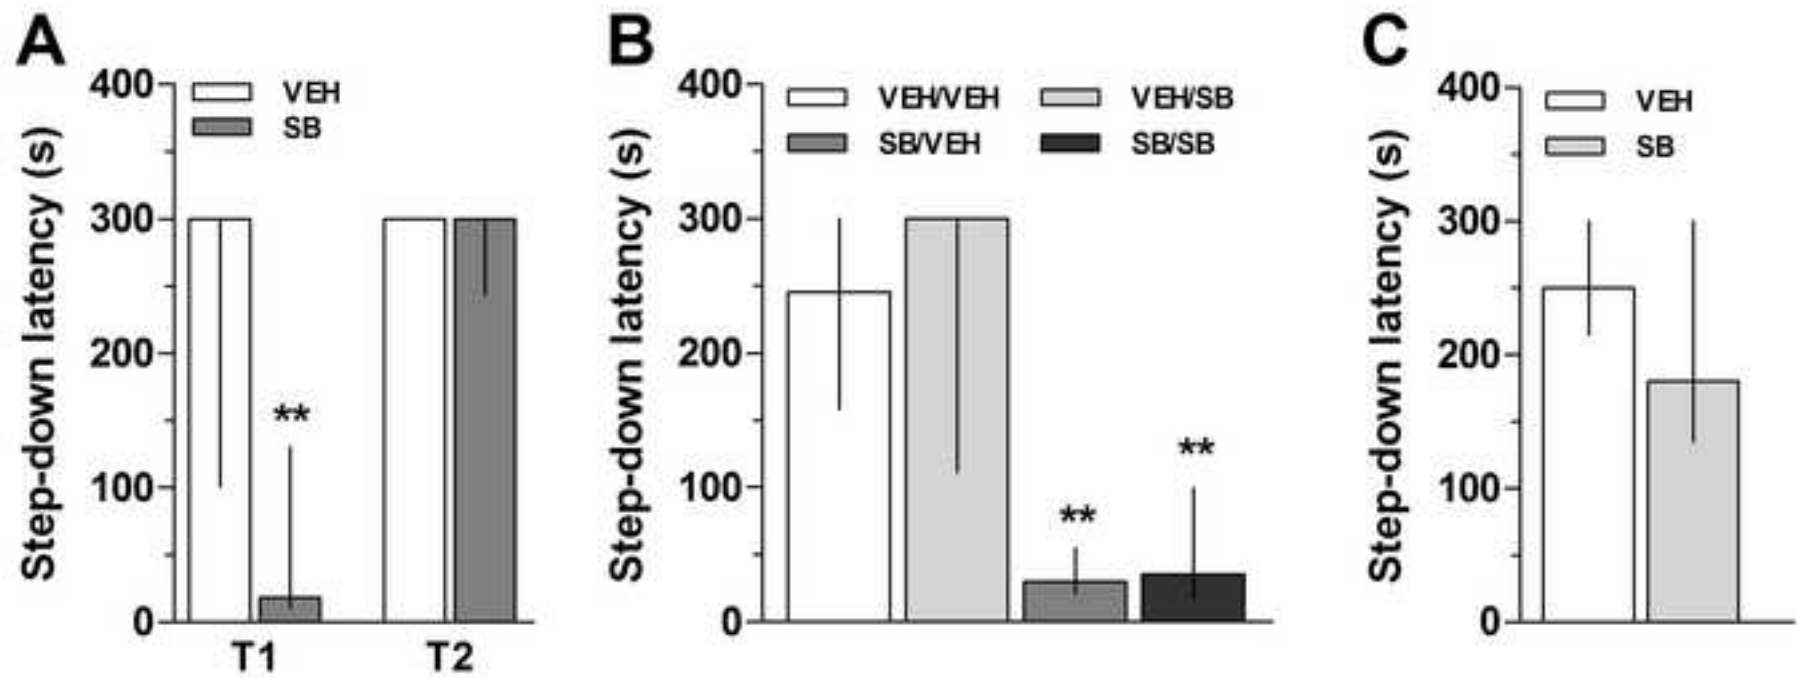 A
Step-down latency (s)
400
300
200
100
0
VEH
SB
**
T1
T2
B
Step-down latency (s)
400
300
200
100
0
VEH/VEH
VEH/SB
SB/VEH
SB/SB
**
**
C
Step-down latency (s)
400
300
200
100
0
VEH
SB